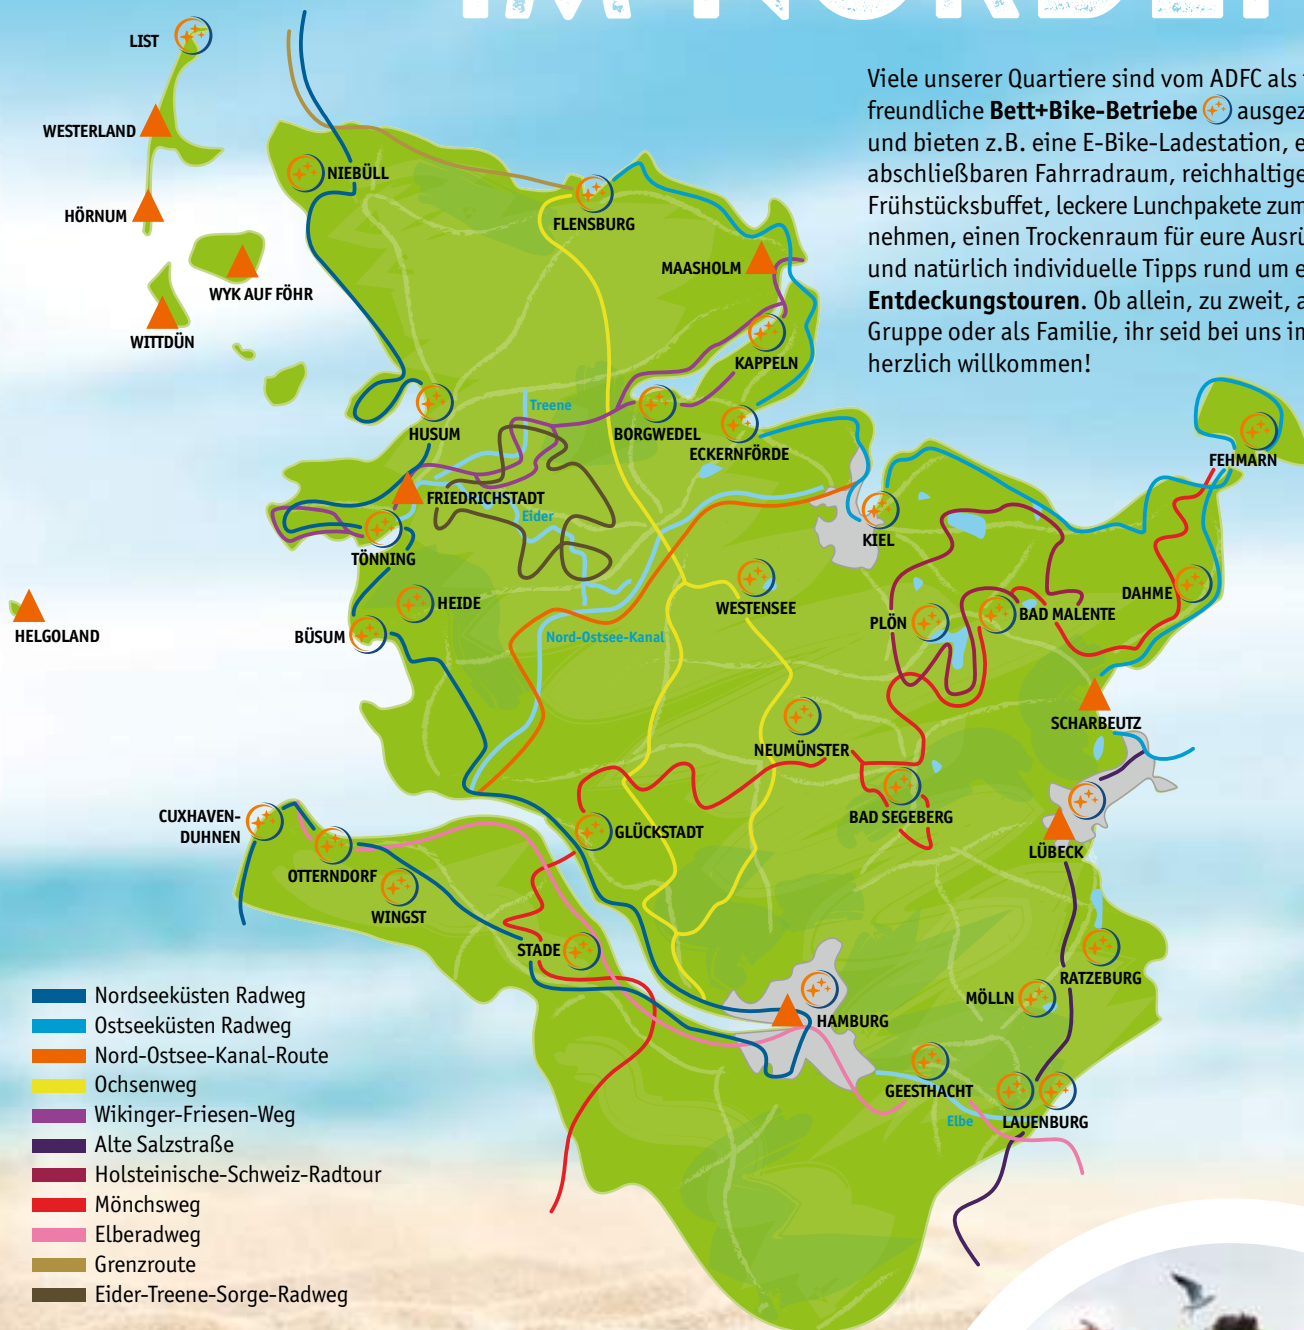 IM NORDE
Viele unserer Quartiere sind vom ADFC als
freundliche Bett+Bike-Betriebe
und bieten z.B. eine E-Bike-Ladestation,
abschließbaren Fahrradraum, reichhaltige
Frühstücksbuffet, leckere Lunchpakete zum
nehmen, einen Trockenraum für eure
und natürlich individuelle Tipps rund um
Entdeckungstouren. Ob allein, zu zweit,
Gruppe oder als Familie, ihr seid bei uns
herzlich willkommen!
LIST
WESTERLAND
NIEBÜLL
HÖRNUM
FLENSBURG
MAASHOLM
WYK AUF FÖHR
WITTDÜN
KAPPELN
Treene
HUSUM
BORGWEDEL
ECKERNFÖRDE
FEHMARN
FRIEDRICHSTADT
Eider
KIEL
TÖNNING
HEIDE
WESTENSEE
DAHME
HELGOLAND
BÜSUM
Nord-Ostsee-Kanal
PLÖN
BAD MALENTE
SCHARBEUTZ
NEUMÜNSTER
CUXHAVEN-
DUHNEN
GLÜCKSTADT
BAD SEGEBERG
LÜBECK
OTTERNDORF
WINGST
STADE
RATZEBURG
MÖLLN
HAMBURG
GEESTHACHT
Elbe
LAUENBURG
Nordseeküsten Radweg
Ostseeküsten Radweg
Nord-Ostsee-Kanal-Route
Ochsenweg
Wikinger-Friesen-Weg
Alte Salzstraße
Holsteinische-Schweiz-Radtour
Mönchsweg
Elberadweg
Grenzroute
Eider-Treene-Sorge-Radweg